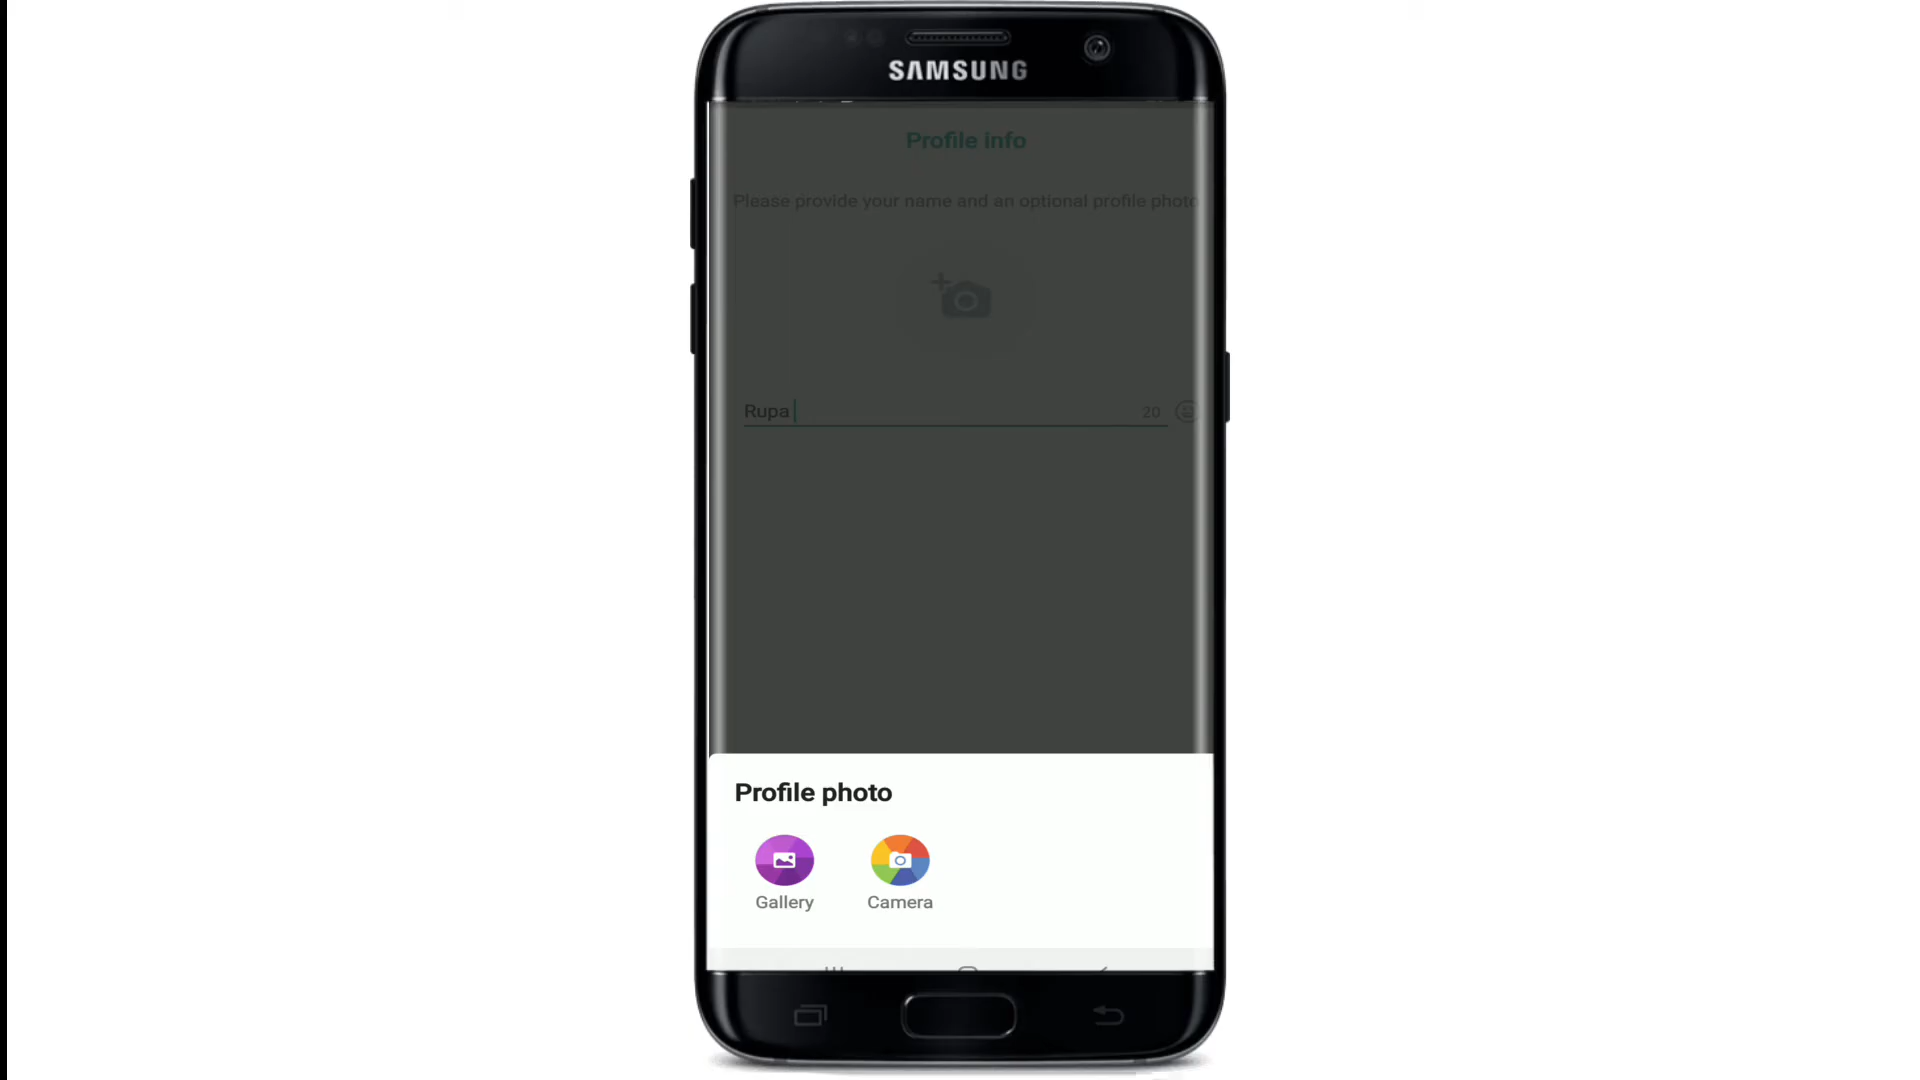 SAMSUNG
Profile info
Please provide your name and an optional profile photo
Rupa 20
Profile photo
Gallery Camera